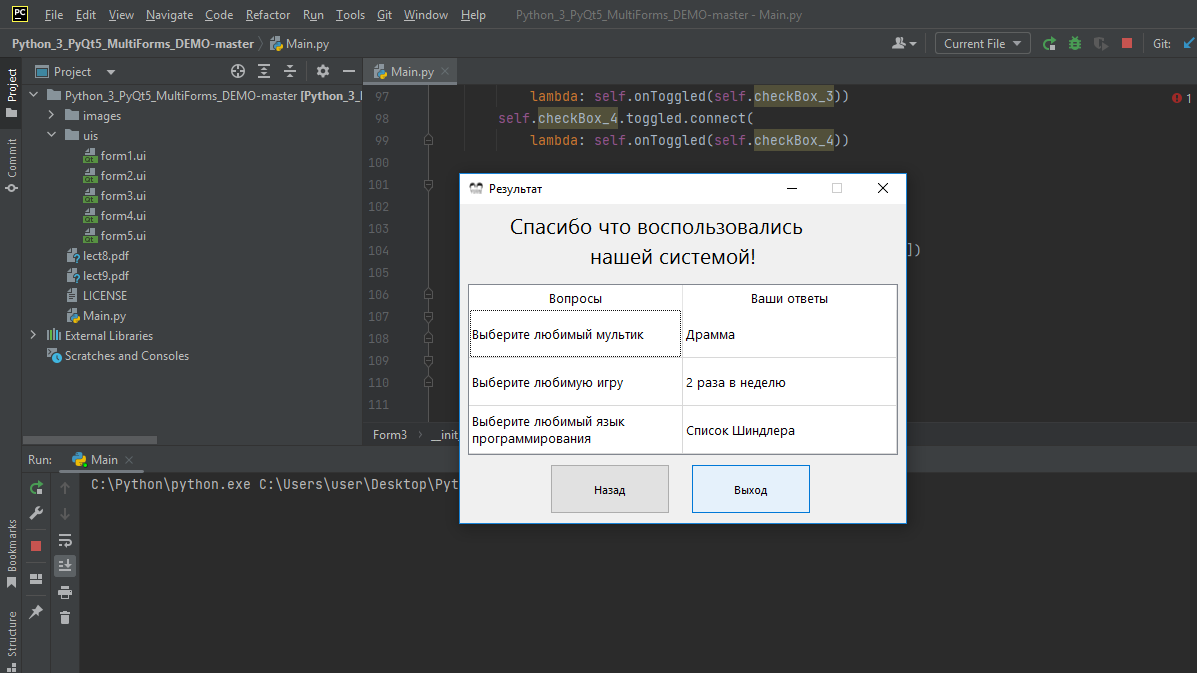 PC File Edit View Navigate Code Refactor Run Tools Git Window Help Python_3_PyQt5_MultiForms_DEMO-master - Main.py
Python_3_PyQt5_MultiForms_DEMO-master Main.py Current File Git:
Project
Commit
Bookmarks
Structure
Project
Python_3_PyQt5_MultiForms_DEMO-master [Python_3_
images
uis
form1.ui
form2.ui
form3.ui
form4.ui
form5.ui
lect8.pdf
lect9.pdf
LICENSE
Main.py
External Libraries
Scratches and Consoles
Main.py
97 lambda: self.onToggled(self.checkBox_3))
1
98 self.checkBox_4.toggled.connect(
99 lambda: self.onToggled(self.checkBox_4))
100
101
102
103
104 ])
105
106
107
108
109
110
111
Form3 __init
Результат
Спасибо что воспользовались
нашей системой!
Вопросы Ваши ответы
Выберите любимый мультик Драмма
Выберите любимую игру 2 раза в неделю
Выберите любимый язык
программирования
Список Шиндлера
Назад Выход
Run: Main
C:\Python\python.exe C:\Users\user\Desktop\Pyt